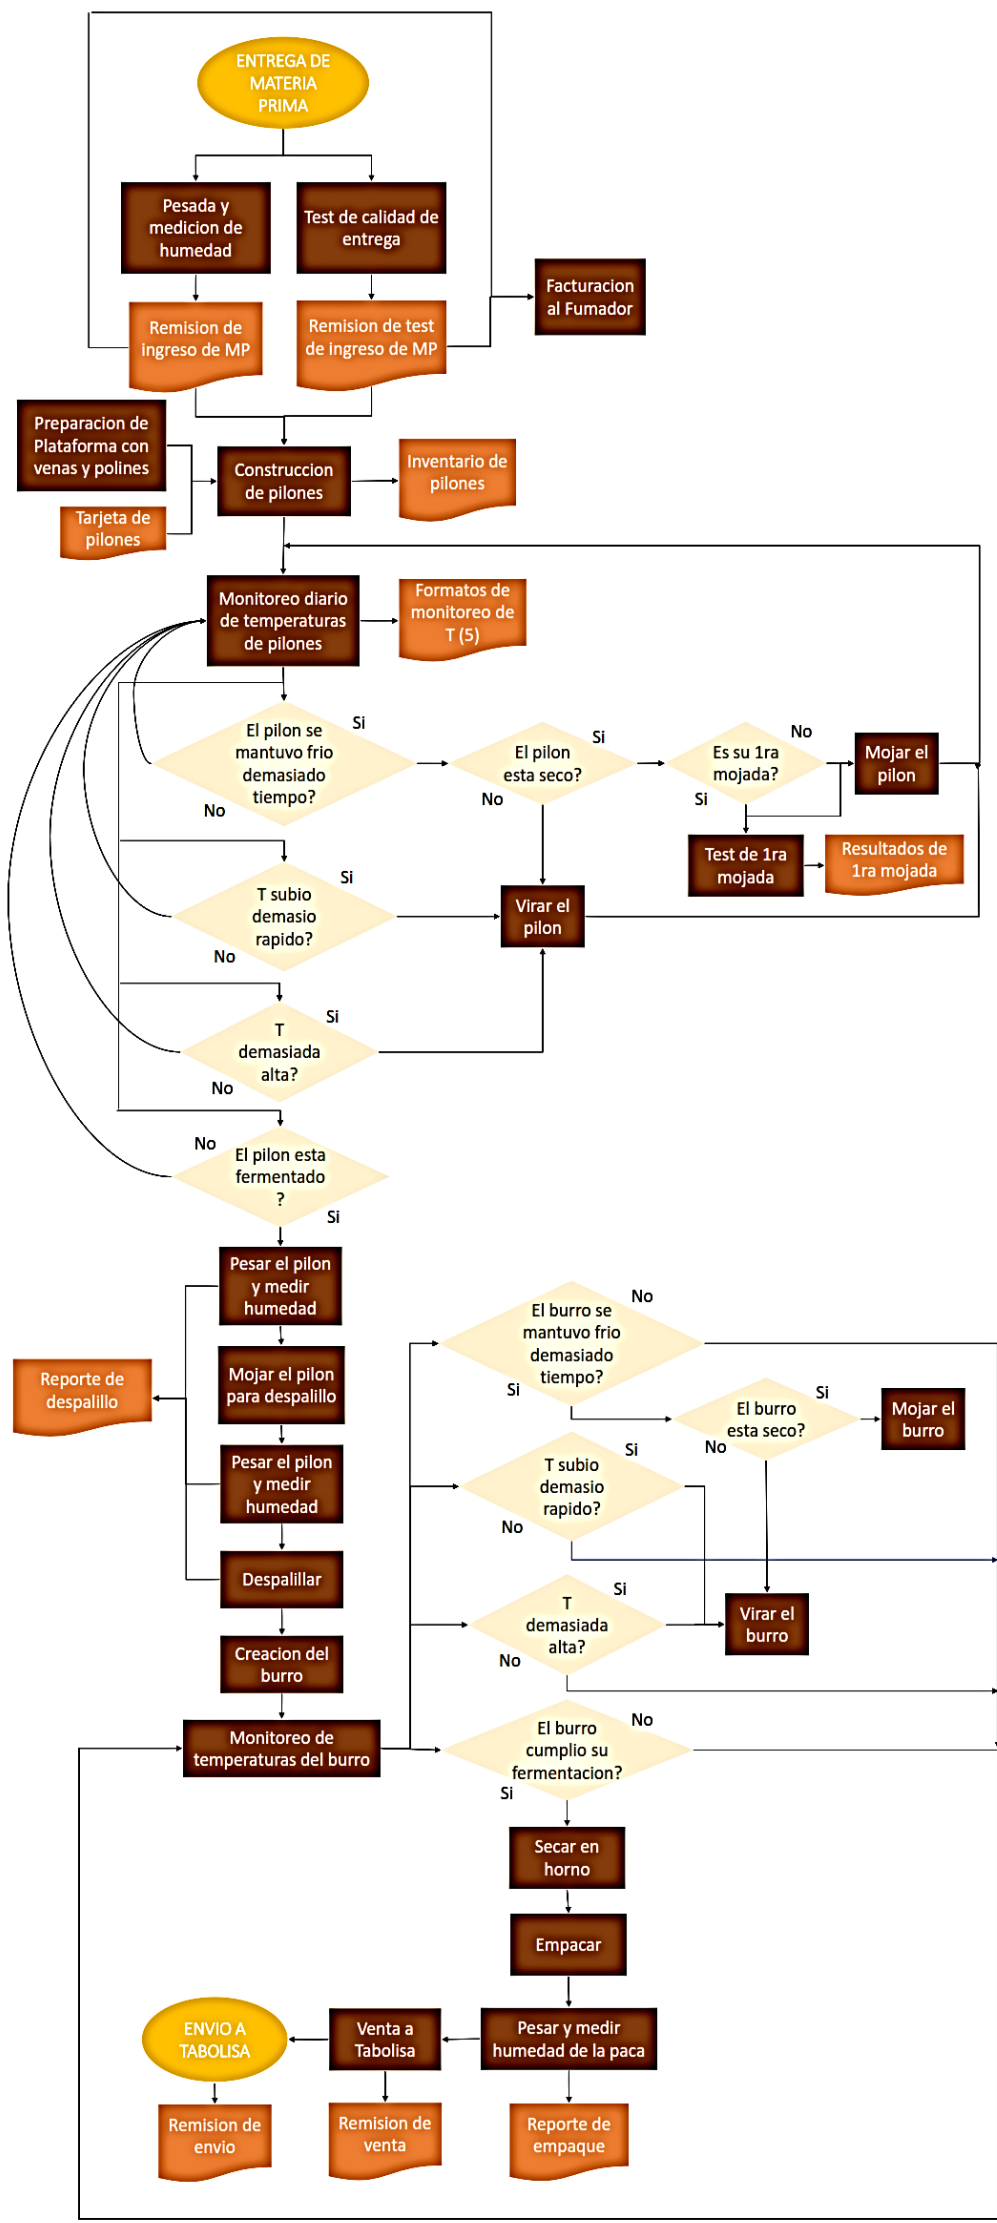 ENTREGA DE
MATERIA
PRIMA
Pesada y
medicion de
humedad
Test de calidad de
entrega
Facturacion
al Fumador
Remision de
ingreso de MP
Remision de test
de ingreso de MP
Preparacion de
Plataforma con
venas y polines
Construccion
de pilones
Inventario de
pilones
Tarjeta de
pilones
Monitoreo diario
de temperaturas
de pilones
Formatos de
monitoreo de
T (5)
El pilon se
mantuvo frio
demasiado
tiempo?
Si
No
El pilon
esta seco?
Si
No
Es su 1ra
mojada?
No
Si
Mojar el
pilon
Test de 1ra
mojada
Resultados de
1ra mojada
T subio
demasio
rapido?
Si
No
Virar el
pilon
T
demasiada
alta?
Si
No
El pilon esta
fermentado
?
No
Si
Pesar el pilon
y medir
humedad
Mojar el pilon
para despalillo
Reporte de
despalillo
Pesar el pilon
y medir
humedad
Despalillar
Creacion del
burro
Monitoreo de
temperaturas del burro
El burro se
mantuvo frio
demasiado
tiempo?
No
Si
El burro
esta seco?
Si
No
Mojar el
burro
T subio
demasio
rapido?
Si
No
T
demasiada
alta?
Si
No
Virar el
burro
El burro
cumplio su
fermentacion?
No
Si
Secar en
horno
Empacar
Pesar y medir
humedad de la paca
Venta a
Tabolisa
ENVIO A
TABOLISA
Remision de
envio
Remision de
venta
Reporte de
empaque